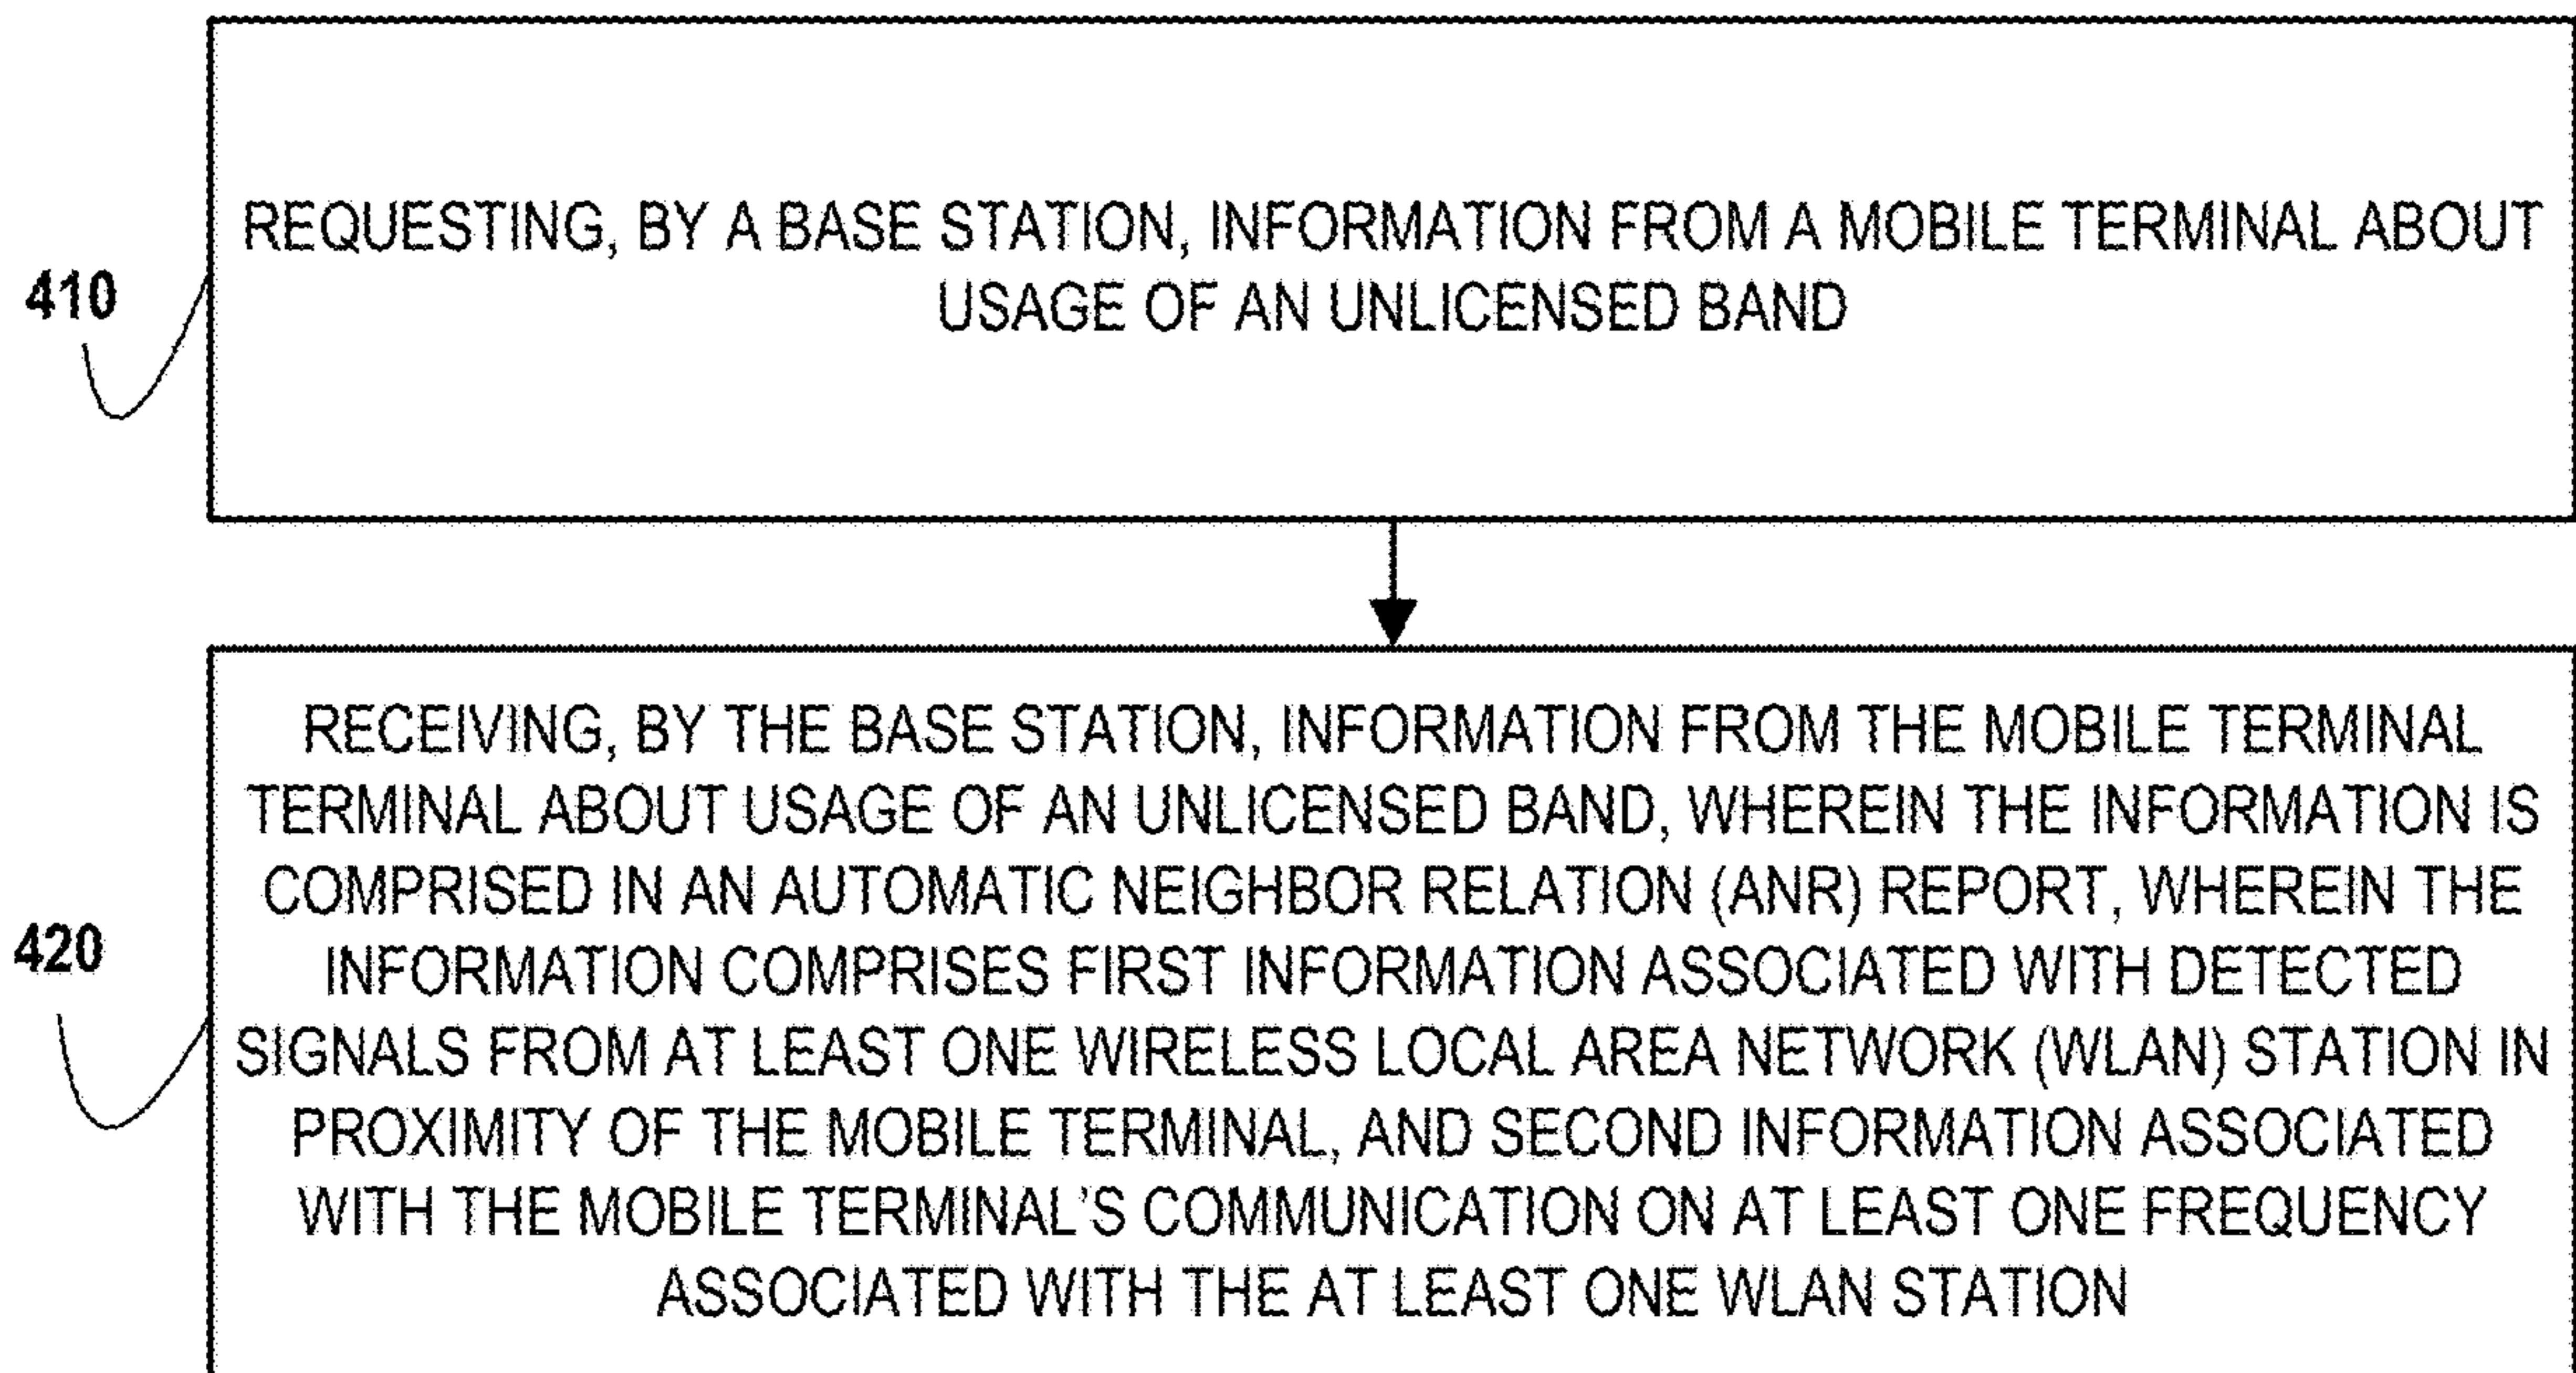 410
REQUESTING, BY A BASE STATION, INFORMATION FROM A MOBILE TERMINAL ABOUT
USAGE OF AN UNLICENSED BAND
420
RECEIVING, BY THE BASE STATION, INFORMATION FROM THE MOBILE TERMINAL
TERMINAL ABOUT USAGE OF AN UNLICENSED BAND, WHEREIN THE INFORMATION IS
COMPRISED IN AN AUTOMATIC NEIGHBOR RELATION (ANR) REPORT, WHEREIN THE
INFORMATION COMPRISES FIRST INFORMATION ASSOCIATED WITH DETECTED
SIGNALS FROM AT LEAST ONE WIRELESS LOCAL AREA NETWORK (WLAN) STATION IN
PROXIMITY OF THE MOBILE TERMINAL, AND SECOND INFORMATION ASSOCIATED
WITH THE MOBILE TERMINAL'S COMMUNICATION ON AT LEAST ONE FREQUENCY
ASSOCIATED WITH THE AT LEAST ONE WLAN STATION